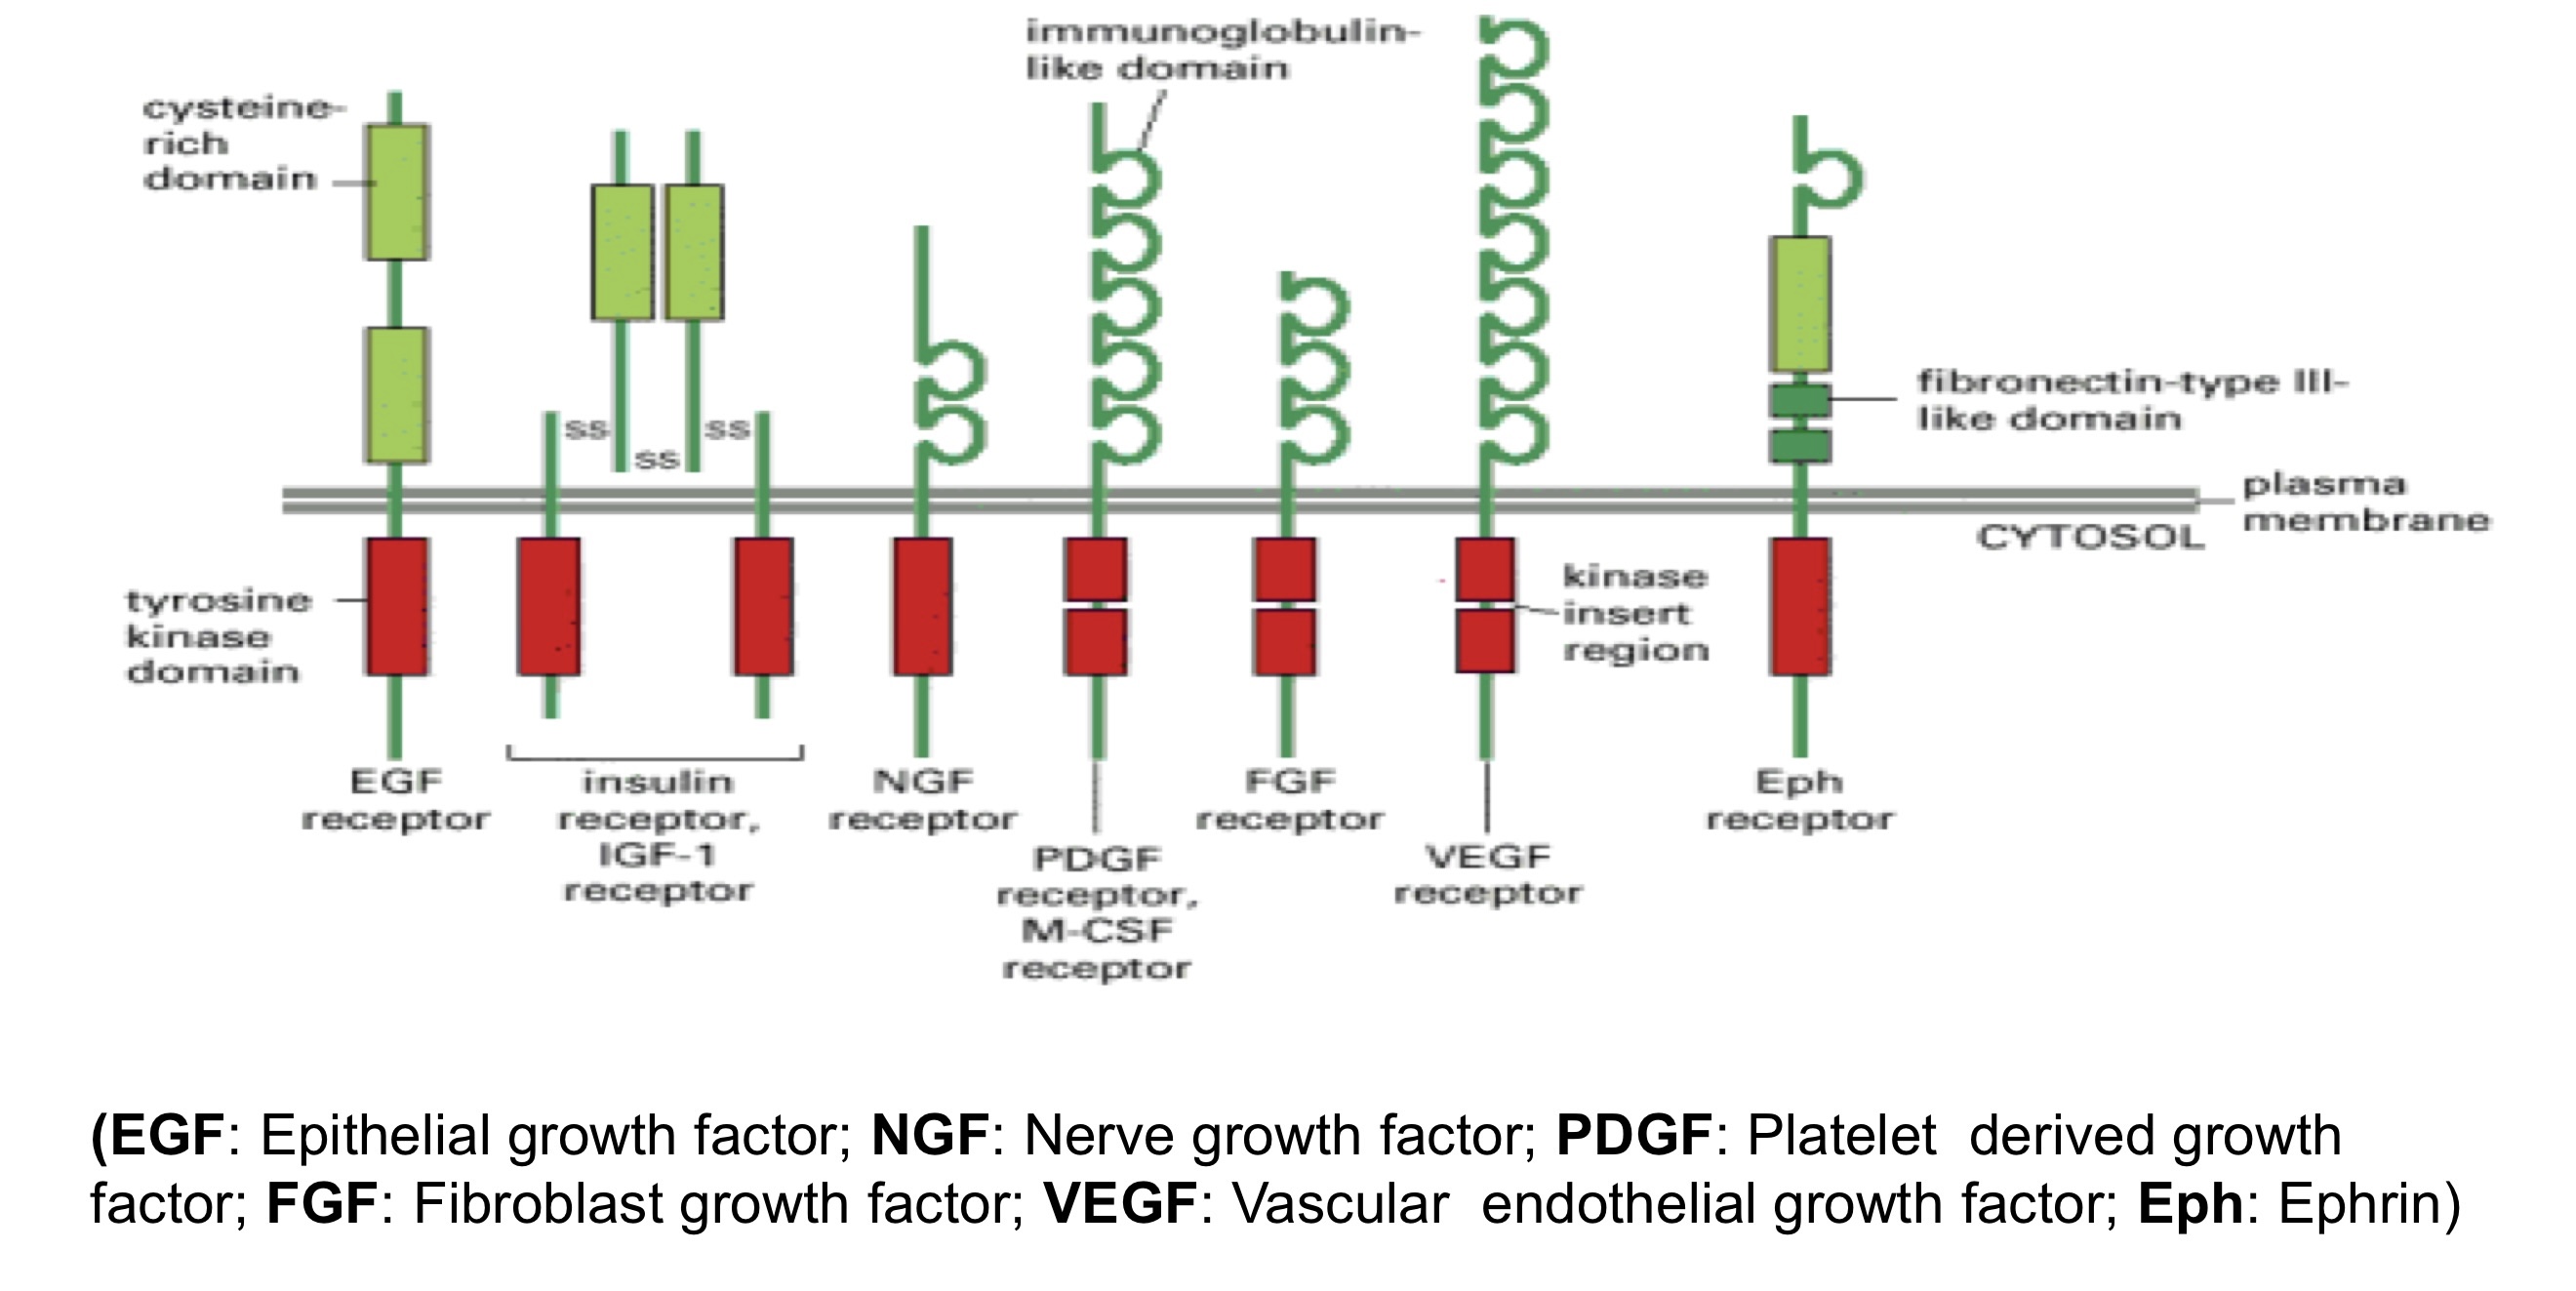 immunoglobulin-
like domain
cysteine-
rich
domain
ss
ss
ss
fibronectin-type III-
like domain
plasma
membrane
CYTOSOL
tyrosine
kinase
domain
kinase
insert
region
EGF
receptor
insulin
receptor,
IGF-1
receptor
NGF
receptor
PDGF
receptor,
M-CSF
receptor
FGF
receptor
VEGF
receptor
Eph
receptor
(EGF: Epithelial growth factor; NGF: Nerve growth factor; PDGF: Platelet  derived growth
factor; FGF: Fibroblast growth factor; VEGF: Vascular  endothelial growth factor; Eph: Ephrin)